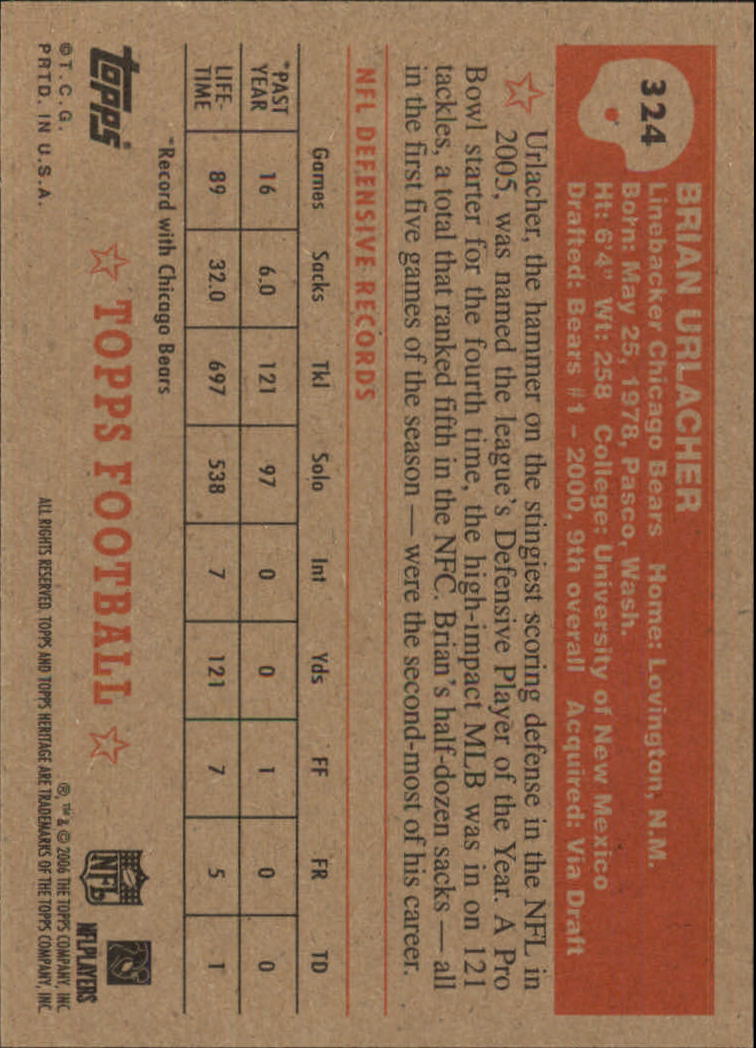 324
BRIAN URLACHER
Linebacker Chicago Bears Home: Lovington, N.M.
Born: May 25, 1978, Pasco, Wash.
Ht: 6'4" Wt: 258 College: University of New Mexico
Drafted: Bears #1 - 2000, 9th overall Acquired: Via Draft
Urlacher, the hammer on the stingiest scoring defense in the NFL in
2005, was named the league's Defensive Player of the Year. A Pro
Bowl starter for the fourth time, the high-impact MLB was in on 121
tackles, a total that ranked fifth in the NFC. Brian's half-dozen sacks — all
in the first five games of the season — were the second-most of his career.
NFL DEFENSIVE RECORDS
Games Sacks Tkl Solo Int Yds FF FR TD
*PAST YEAR 16 6.0 121 97 0 0 1 0 0
LIFE-TIME 89 32.0 697 538 7 121 7 5 1
*Record with Chicago Bears
topps®
©T.C.G.
PRTD. IN U.S.A.
TOPPS FOOTBALL
NFL
NFLPLAYERS
®, ™ & © 2006 THE TOPPS COMPANY, INC
ALL RIGHTS RESERVED. TOPPS AND TOPPS HERITAGE ARE TRADEMARKS OF THE TOPPS COMPANY, INC